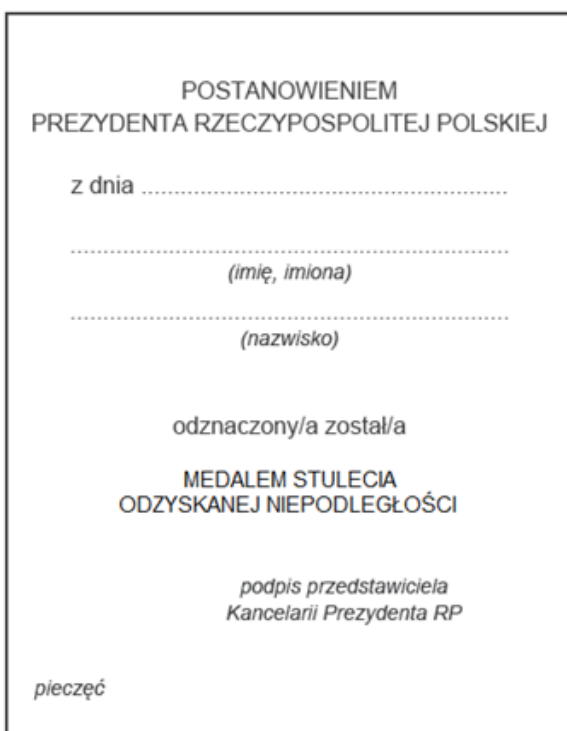 POSTANOWIENIEM
PREZYDENTA RZECZYPOSPOLITEJ POLSKIEJ
z dnia ........................................................
...................................................................
(imię, imiona)
...................................................................
(nazwisko)
odznaczony/a został/a
MEDALEM STULECIA
ODZYSKANEJ NIEPODLEGŁOŚCI
podpis przedstawiciela
Kancelarii Prezydenta RP
pieczęć